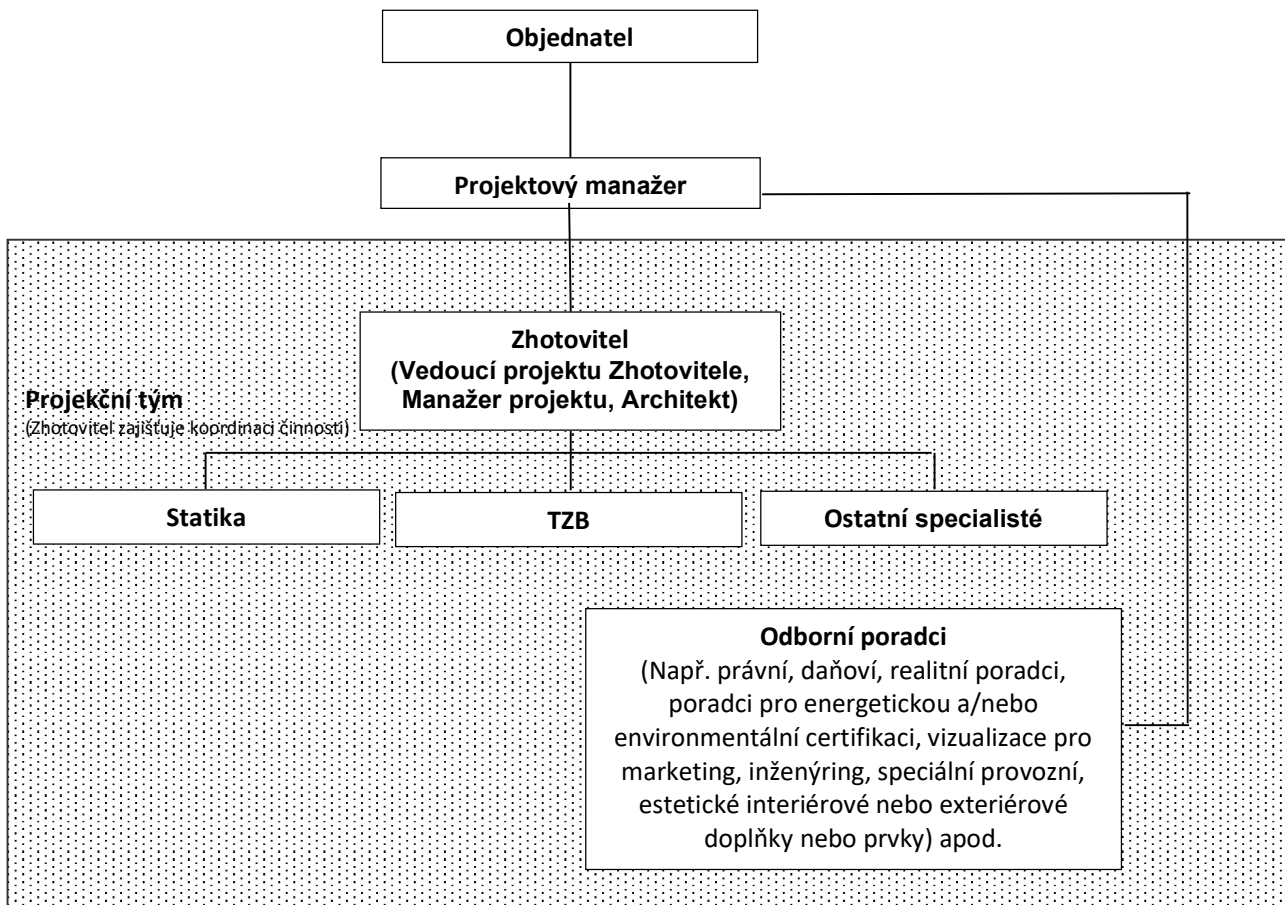 Objednatel
Projektový manažer
Zhotovitel
(Vedoucí projektu Zhotovitele,
Manažer projektu, Architekt)
Projekční tým
(Zhotovitel zajišťuje koordinaci činností)
Statika
TZB
Ostatní specialisté
Odborní poradci
(Např. právní, daňoví, realitní poradci,
poradci pro energetickou a/nebo
environmentální certifikaci, vizualizace pro
marketing, inženýring, speciální provozní,
estetické interiérové nebo exteriérové
doplňky nebo prvky) apod.